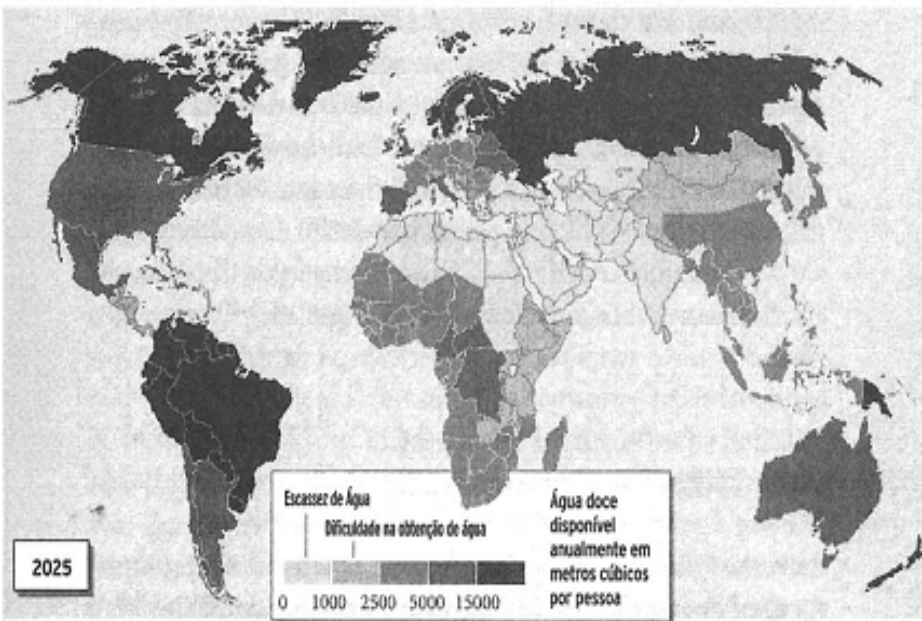 2025
Escassez de Água
Dificuldade na obtenção de água
0 1000 2500 5000 15000
Água doce
disponível
anualmente em
metros cúbicos
por pessoa